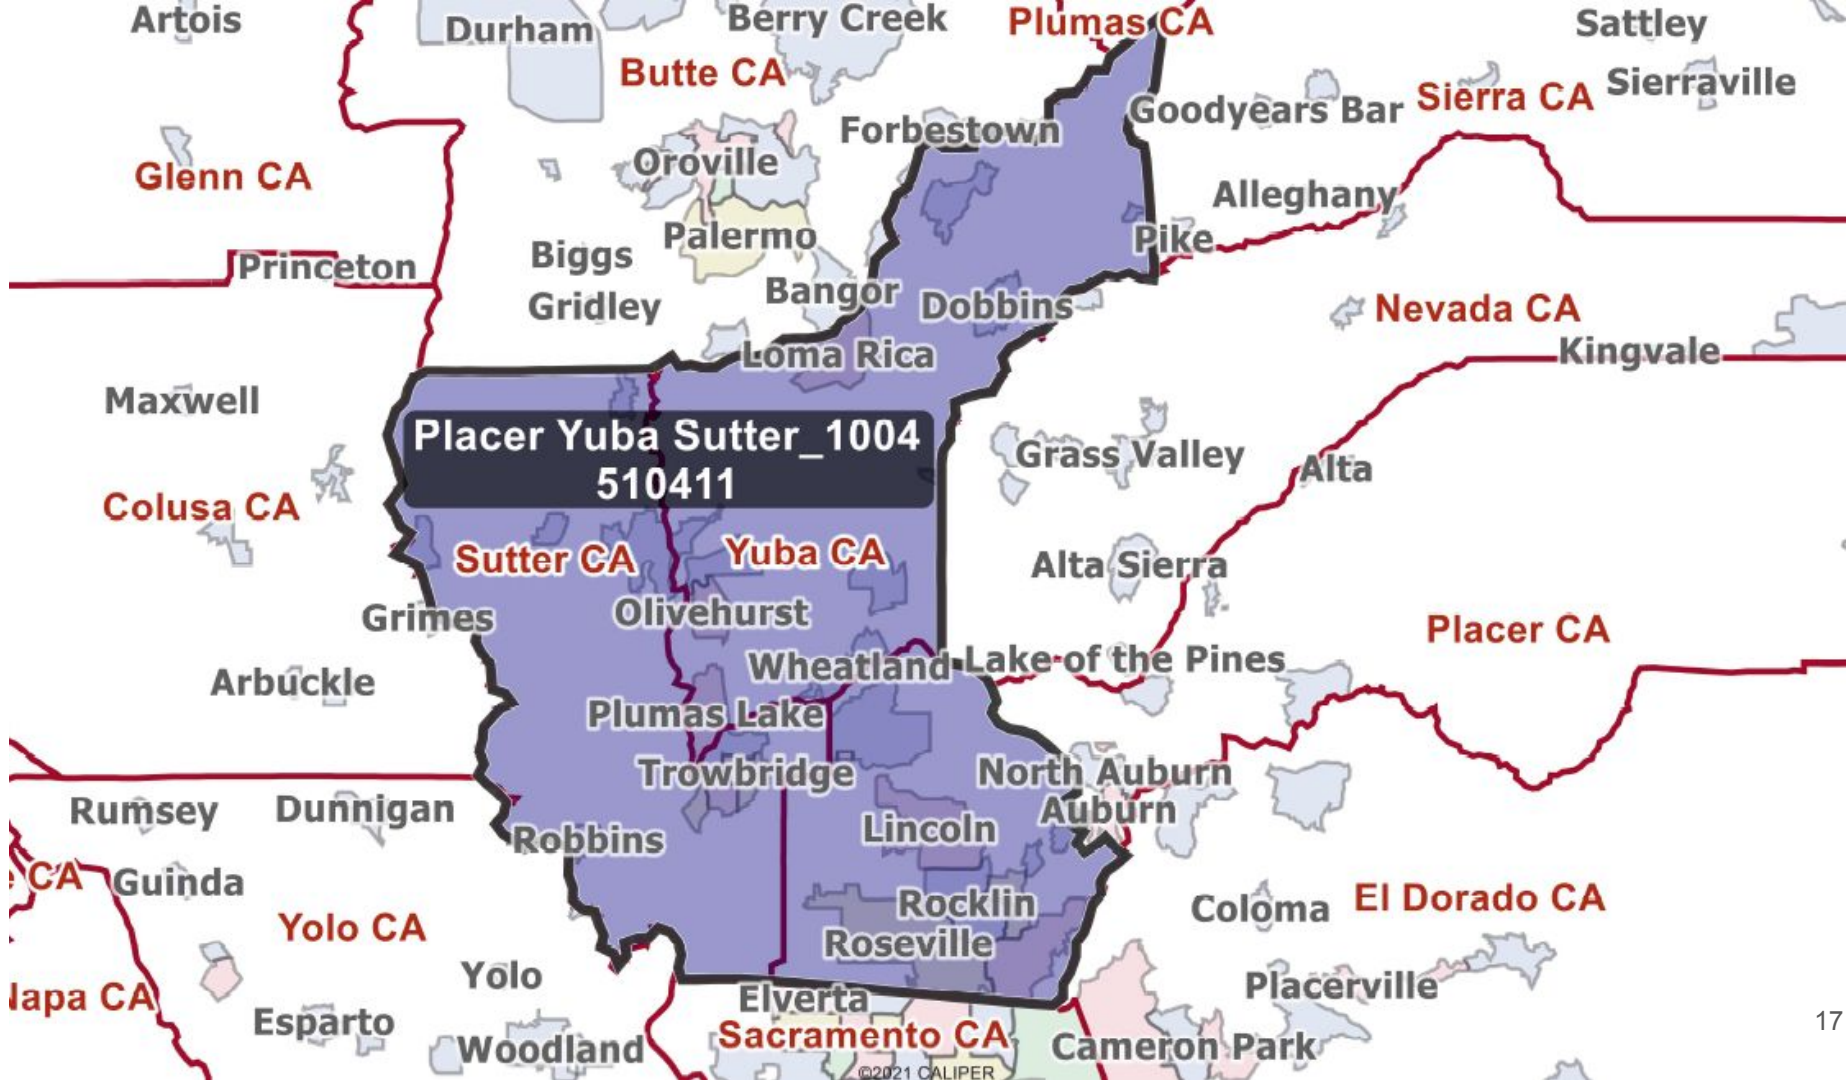 Artois
Durham
Berry Creek
Plumas CA
Sattley
Butte CA
Sierra CA
Sierraville
Goodyears Bar
Forbestown
Oroville
Glenn CA
Alleghany
Palermo
Pike
Biggs
Princeton
Bangor
Dobbins
Gridley
Nevada CA
Kingvale
Loma Rica
Maxwell
Placer Yuba Sutter_1004
510411
Grass Valley
Alta
Colusa CA
Sutter CA
Yuba CA
Alta Sierra
Grimes
Olivehurst
Placer CA
Wheatland
Lake of the Pines
Arbuckle
Plumas Lake
Trowbridge
North Auburn
Rumsey
Dunnigan
Auburn
Robbins
Lincoln
CA
Guinda
Rocklin
Coloma
El Dorado CA
Yolo CA
Roseville
Yolo
Placerville
Napa CA
Elverta
Esparto
Sacramento CA
17
Woodland
Cameron Park
©2021 CALIPER